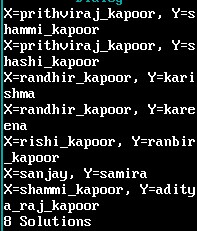 X=prithviraj_kapoor, Y=s
hammi_kapoor
X=prithviraj_kapoor, Y=s
hashi_kapoor
X=randhir_kapoor, Y=kari
shma
X=randhir_kapoor, Y=kare
ena
X=rishi_kapoor, Y=ranbir
_kapoor
X=sanjay, Y=samira
X=shammi_kapoor, Y=adity
a_raj_kapoor
8 Solutions